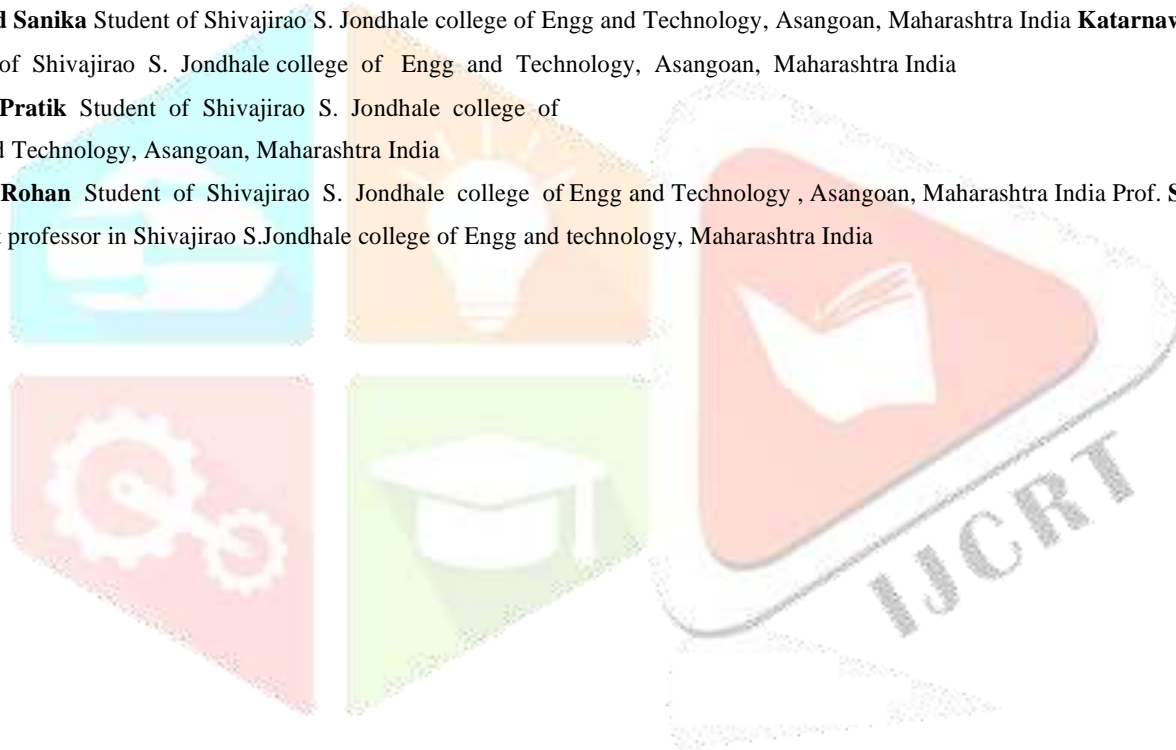 Sanika Student of Shivajirao S. Jondhale college of Engg and Technology, Asangoan, Maharashtra India
of Shivajirao S. Jondhale college of Engg and Technology, Asangoan, Maharashtra India
Pratik Student of Shivajirao S. Jondhale college of
Technology, Asangoan, Maharashtra India
Rohan Student of Shivajirao S. Jondhale college of Engg and Technology , Asangoan, Maharashtra India Prof.
professor in Shivajirao S.Jondhale college of Engg and technology, Maharashtra India
IJCRT